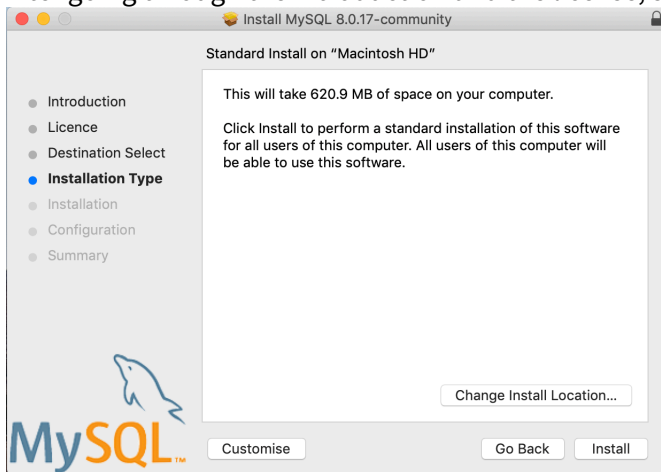 Install MySQL 8.0.17-community
Standard Install on “Macintosh HD”
Introduction
Licence
Destination Select
Installation Type
Installation
Configuration
Summary
This will take 620.9 MB of space on your computer.
Click Install to perform a standard installation of this software
for all users of this computer. All users of this computer will
be able to use this software.
Change Install Location...
MySQL™
Customise
Go Back
Install